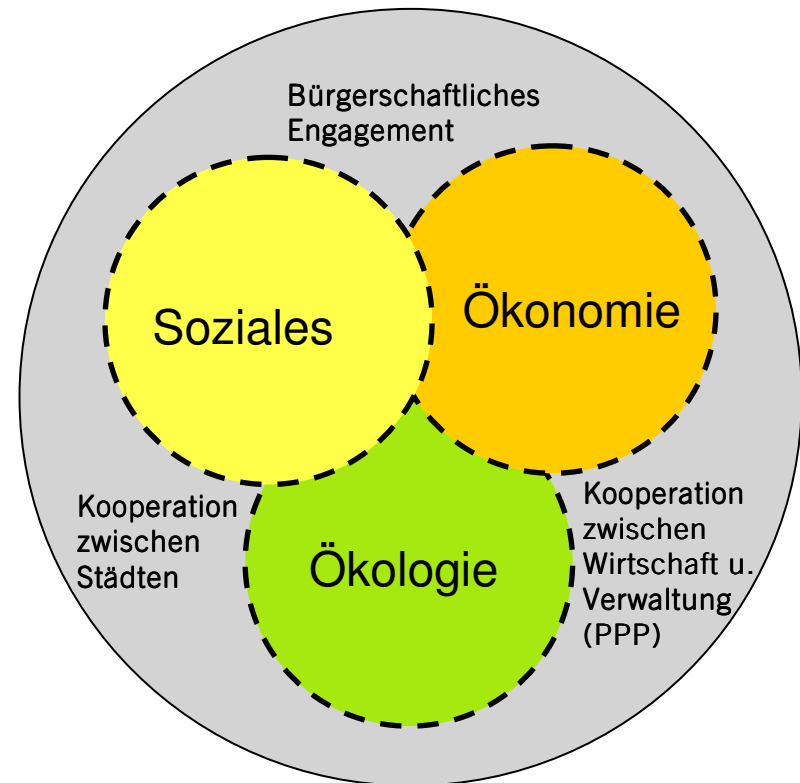 Bürgerschaftliches
Engagement
Soziales
Ökonomie
Kooperation
zwischen
Städten
Ökologie
Kooperation
zwischen
Wirtschaft u.
Verwaltung
(PPP)